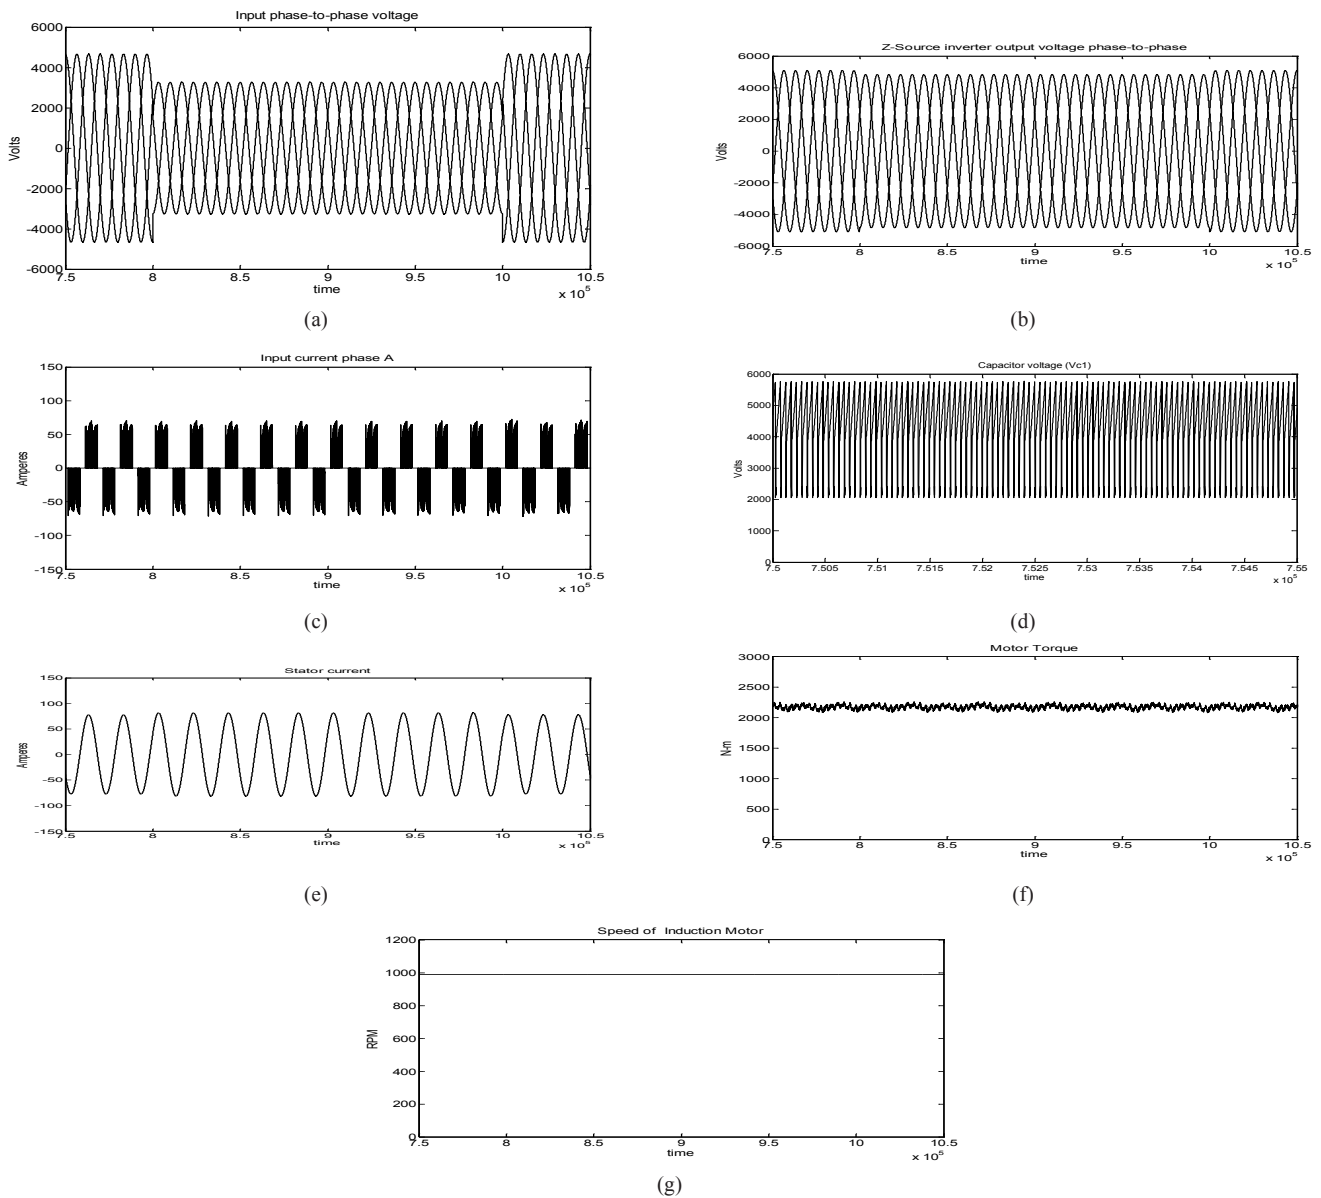 Input phase-to-phase voltage
6000
4000
2000
0
-2000
-4000
-6000
Volts
7.5 8 8.5 9 9.5 10 10.5
time
x 10^5
(a)
Z-Source inverter output voltage phase-to-phase
6000
4000
2000
0
-2000
-4000
-6000
Volts
7.5 8 8.5 9 9.5 10 10.5
time
x 10^5
(b)
Input current phase A
150
100
50
0
-50
-100
-150
Amperes
7.5 8 8.5 9 9.5 10 10.5
time
x 10^5
(c)
Capacitor voltage (Vc1)
6000
5000
4000
3000
2000
1000
0
Volts
7.5 7.505 7.51 7.515 7.52 7.525 7.53 7.535 7.54 7.545 7.55
time
x 10^5
(d)
Stator current
150
100
50
0
-50
-100
-150
Amperes
7.5 8 8.5 9 9.5 10 10.5
time
x 10^5
(e)
Motor Torque
3000
2500
2000
1500
1000
500
0
N-m
7.5 8 8.5 9 9.5 10 10.5
time
x 10^5
(f)
Speed of Induction Motor
1200
1000
800
600
400
200
0
RPM
7.5 8 8.5 9 9.5 10 10.5
time
x 10^5
(g)